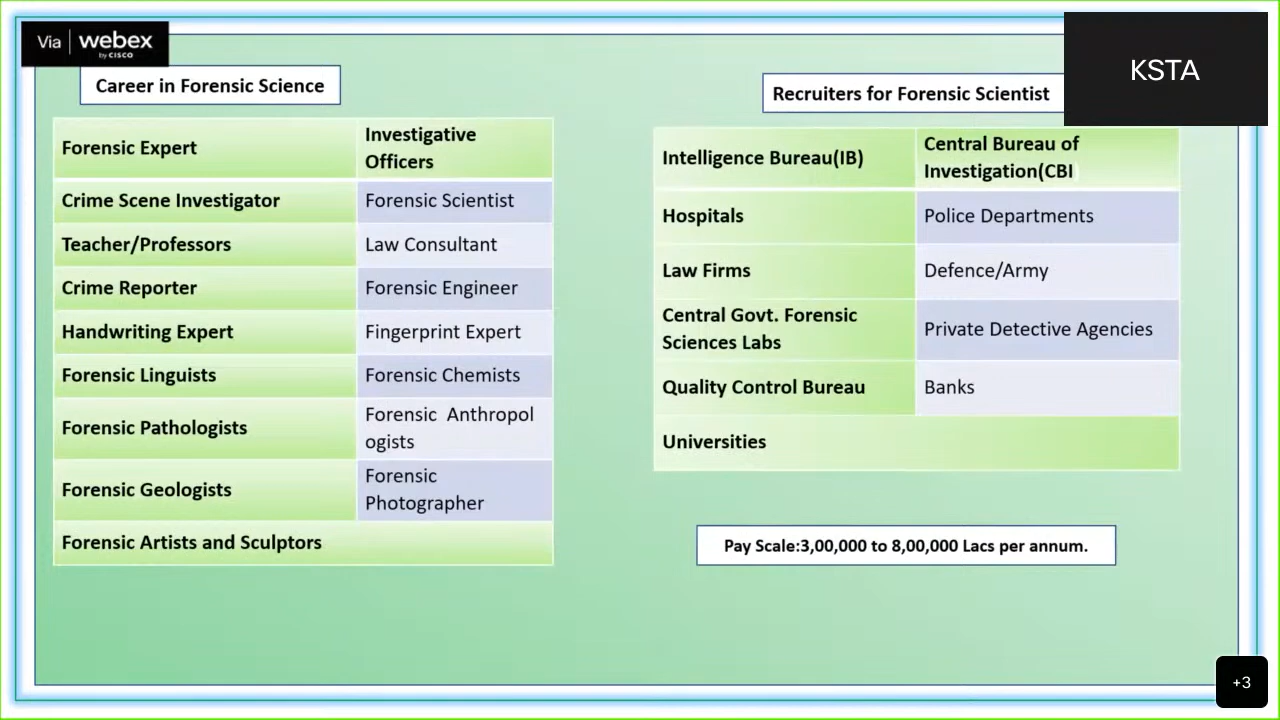 Via webex
by CISCO
KSTA
Career in Forensic Science
Forensic Expert
Investigative
Officers
Crime Scene Investigator
Forensic Scientist
Teacher/Professors
Law Consultant
Crime Reporter
Forensic Engineer
Handwriting Expert
Fingerprint Expert
Forensic Linguists
Forensic Chemists
Forensic Pathologists
Forensic Anthropol
ogists
Forensic Geologists
Forensic
Photographer
Forensic Artists and Sculptors
Recruiters for Forensic Scientist
Intelligence Bureau(IB)
Central Bureau of
Investigation(CBI
Hospitals
Police Departments
Law Firms
Defence/Army
Central Govt. Forensic
Sciences Labs
Private Detective Agencies
Quality Control Bureau
Banks
Universities
Pay Scale:3,00,000 to 8,00,000 Lacs per annum.
+3